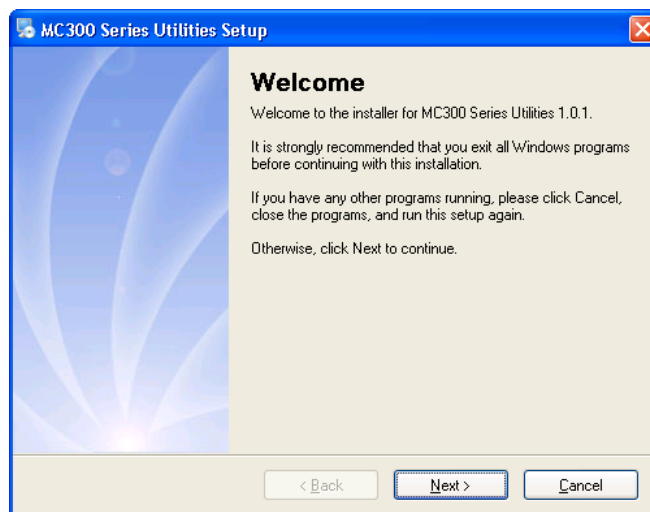 MC300 Series Utilities Setup
Welcome
Welcome to the installer for MC300 Series Utilities 1.0.1.
It is strongly recommended that you exit all Windows programs
before continuing with this installation.
If you have any other programs running, please click Cancel,
close the programs, and run this setup again.
Otherwise, click Next to continue.
< Back
Next >
Cancel